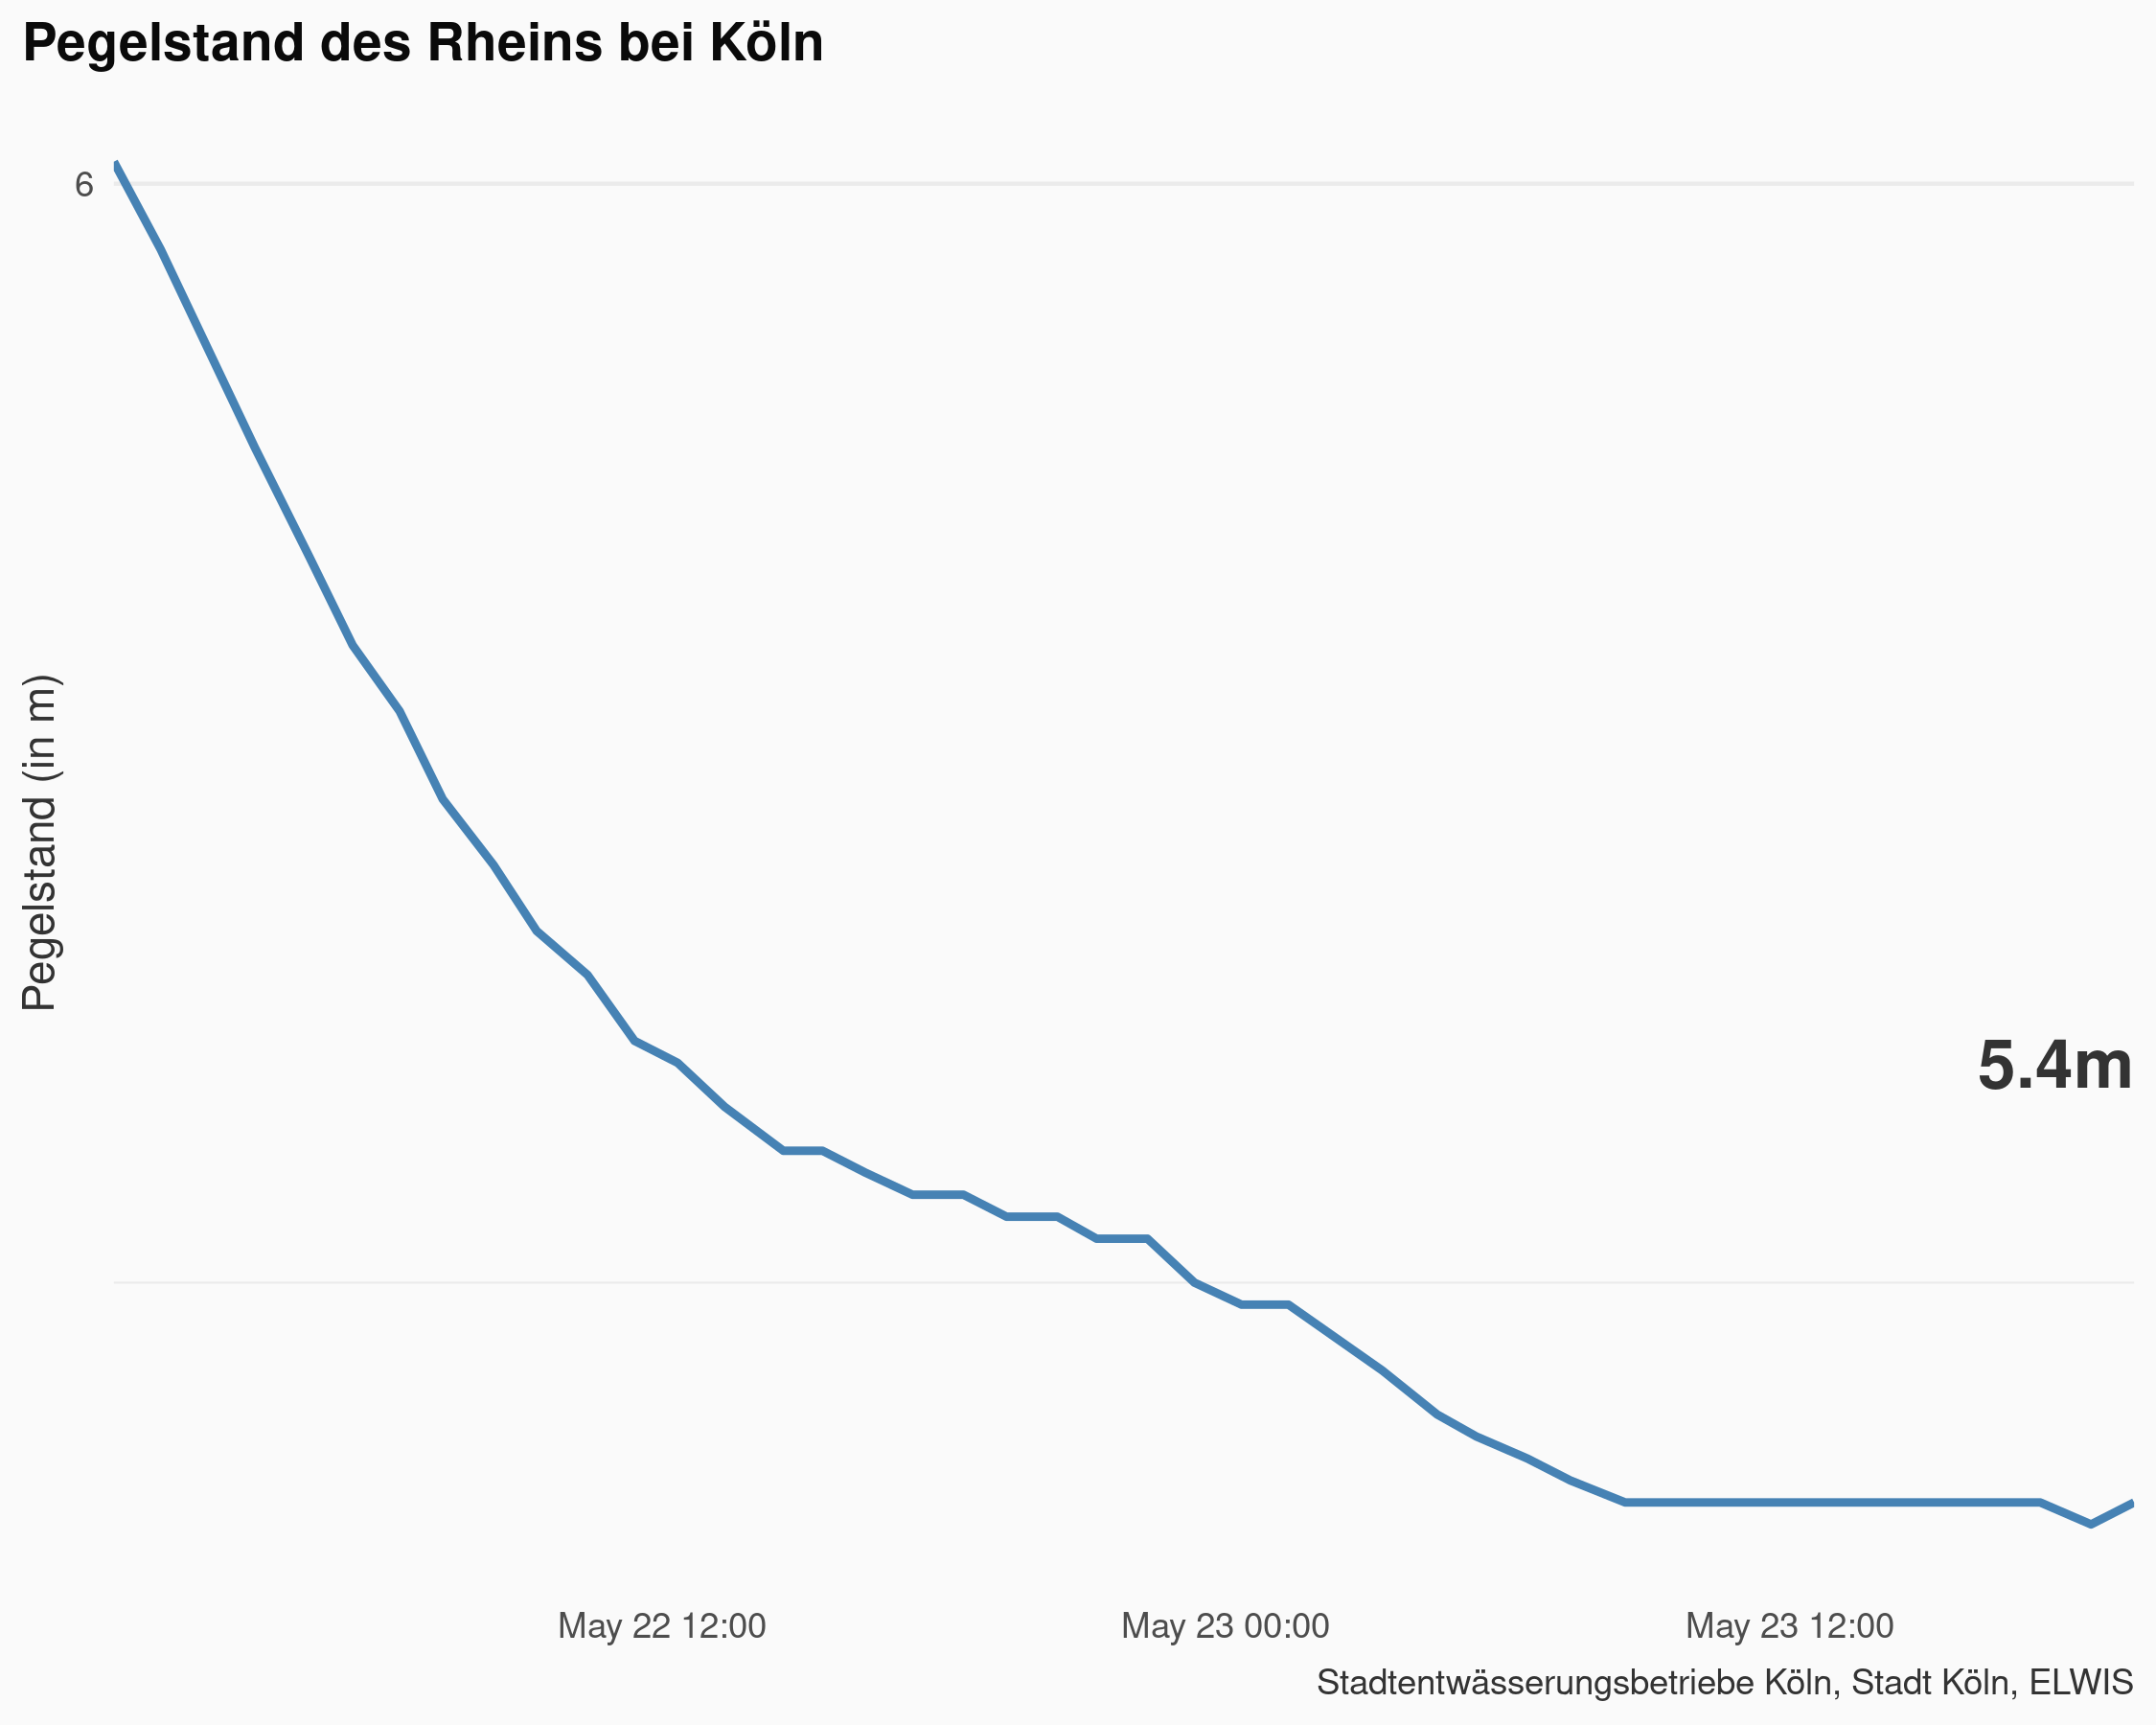 Pegelstand des Rheins bei Köln
6
Pegelstand (in m)
5.4m
May 22 12:00
May 23 00:00
May 23 12:00
Stadtentwässerungsbetriebe Köln, Stadt Köln, ELWIS